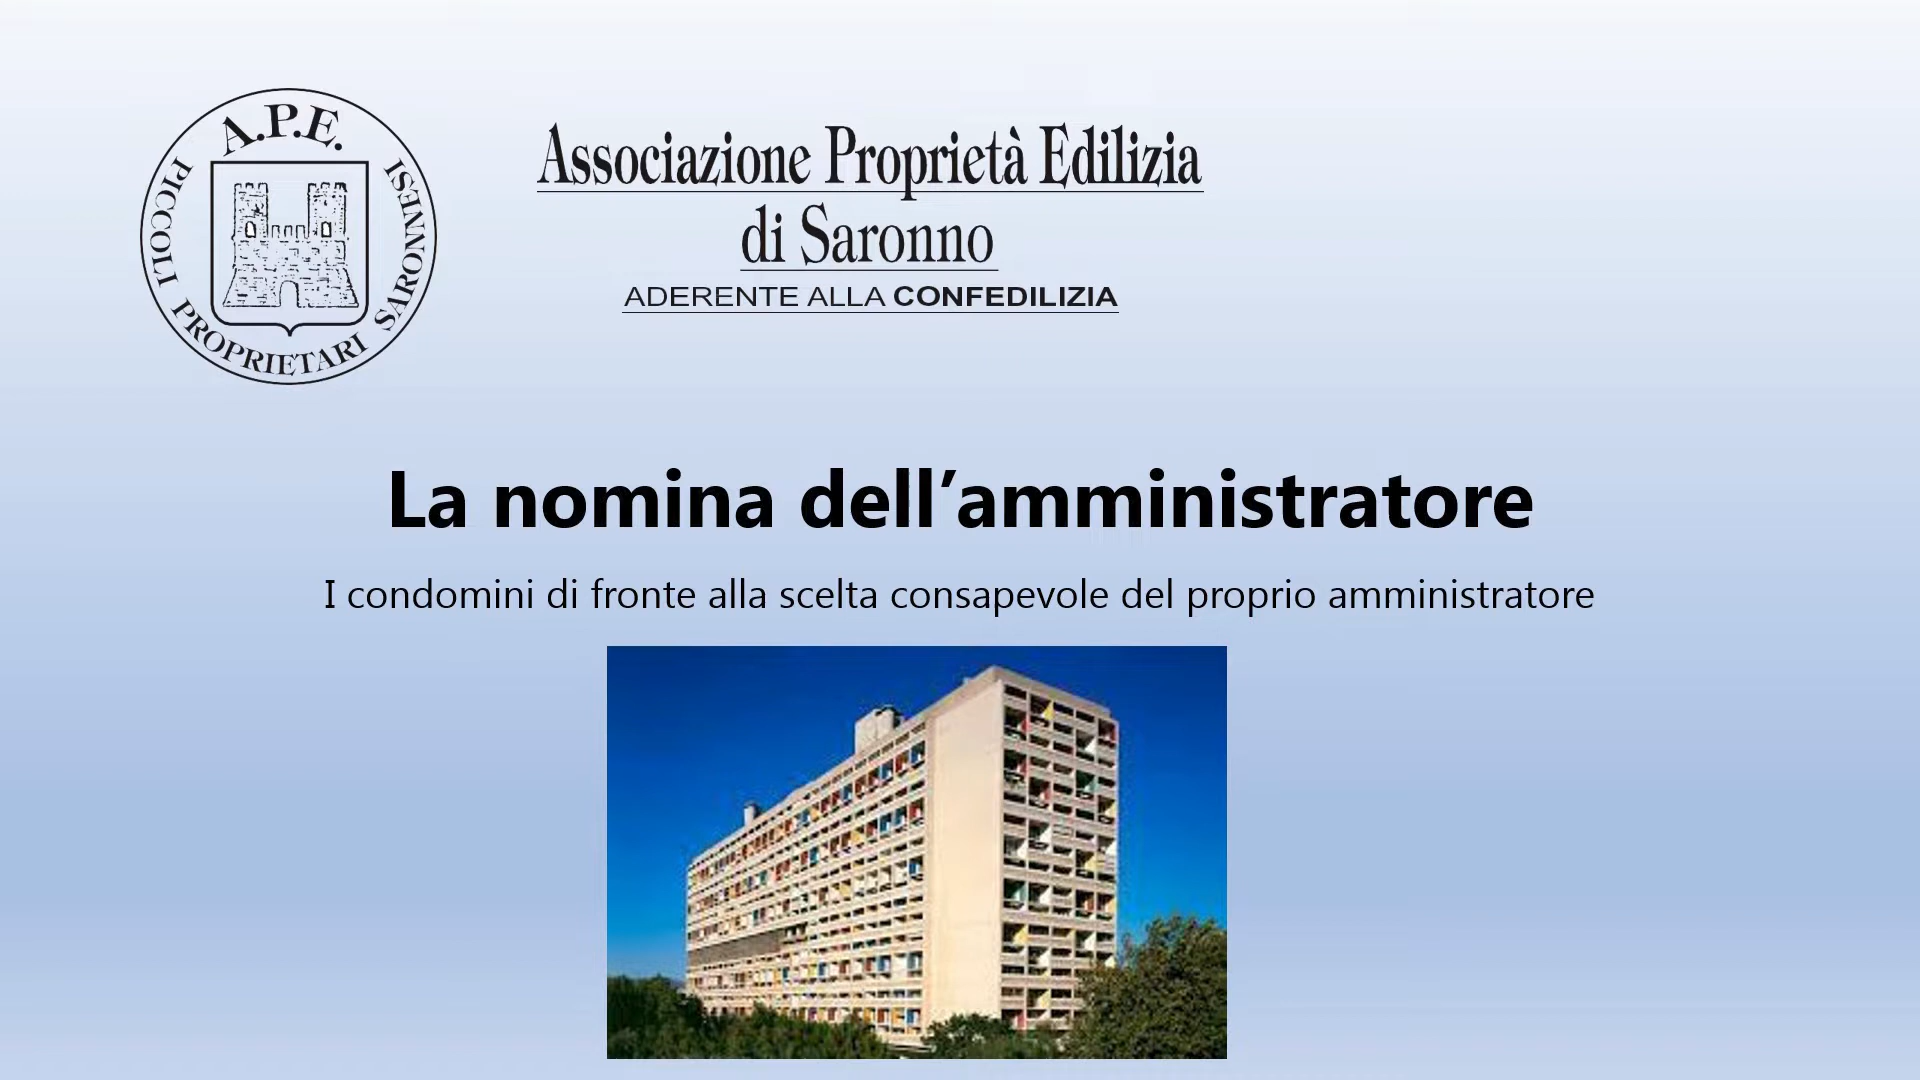 A.P.E.
PICCOLI PROPRIETARI SARONNESI
Associazione Proprietà Edilizia
di Saronno
ADERENTE ALLA CONFEDILIZIA
La nomina dell’amministratore
I condomini di fronte alla scelta consapevole del proprio amministratore